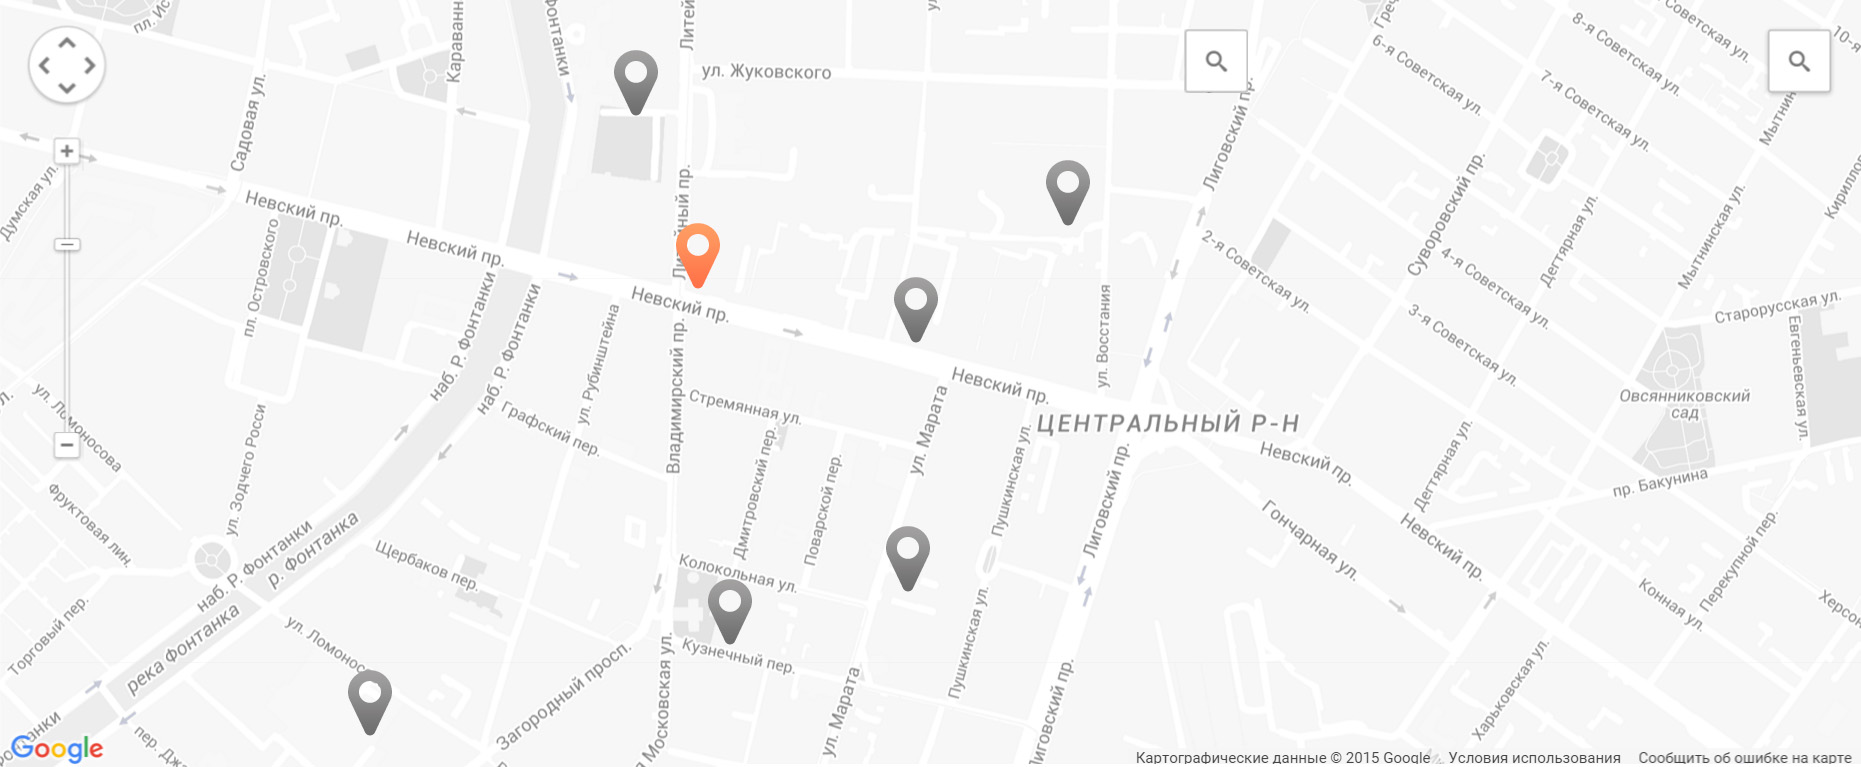 пл. Ис
Караванн
Фонтанки
Литей
ул.
Греч
8-я Советская ул.
Советская ул.
10-я
6-я Советская ул.
ул. Жуковского
7-я Советская ул.
Садовая ул.
Лиговский пр.
Мытнин
Думская ул.
Литейный пр.
Суворовский пр.
Мытнинская ул.
Кириллов
Невский пр.
Невский пр.
Дегтярная ул.
2-я Советская ул.
4-я Советская ул.
пл. Островского
Невский пр.
наб. Р. Фонтанки
наб. Р. Фонтанки
ул. Рубинштейна
Владимирский пр.
ул. Восстания
3-я Советская ул.
Старорусская ул.
Евгеньевская ул.
Невский пр.
Овсянниковский
сад
ул. Ломоносова
Графский пер.
Стремянная ул.
ул. Марата
ЦЕНТРАЛЬНЫЙ Р-Н
ул. Зодчего Росси
Дмитровский пер.
Поварской пер.
Пушкинская ул.
Лиговский пр.
Невский пр.
Дегтярная ул.
пр. Бакунина
Фруктовая лин.
наб. Р. Фонтанки
р. Фонтанка
Щербаков пер.
Колокольная ул.
Гончарная ул.
Невский пр.
Перекупной пер.
Конная ул.
Херсон
Торговый пер.
река Фонтанка
ул. Ломонос
Загородный просп.
Московская ул.
Кузнечный пер.
ул. Марата
Пушкинская ул.
Лиговский пр.
Харьковская ул.
пер. Джа
Google
Картографические данные © 2015 Google
Условия использования
Сообщить об ошибке на карте